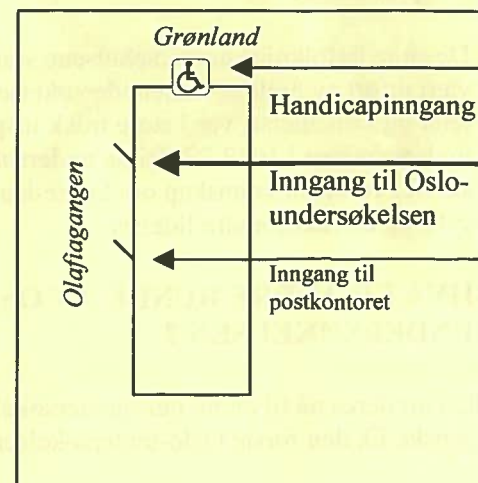 Grønland
Handicapinngang
Inngang til Oslo-
undersøkelsen
Olafiagangen
Inngang til
postkontoret